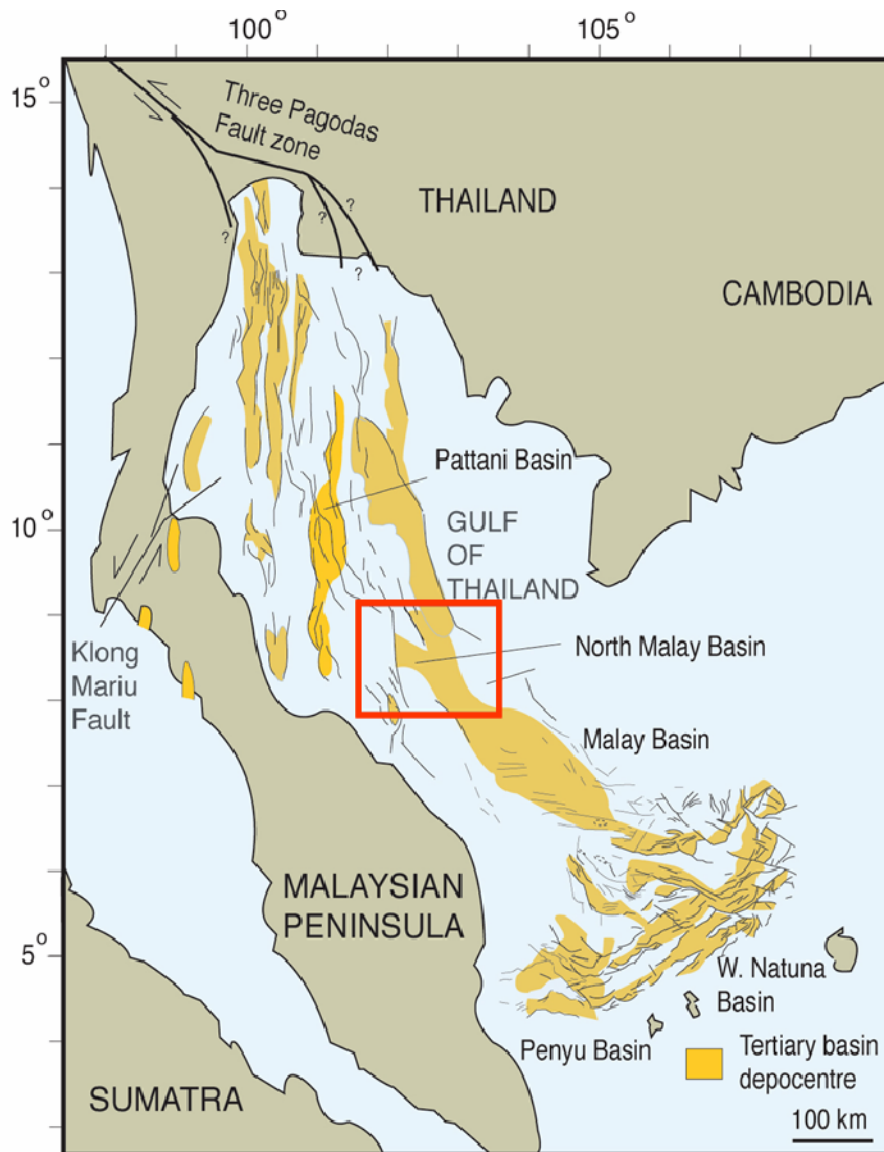 100°
105°
15°
Three Pagodas
Fault zone
THAILAND
?
?
?
?
CAMBODIA
Pattani Basin
10°
GULF
OF
THAILAND
North Malay Basin
Klong
Mariu
Fault
Malay Basin
MALAYSIAN
PENINSULA
5°
W. Natuna
Basin
Penyu Basin
Tertiary basin
depocentre
SUMATRA
100 km